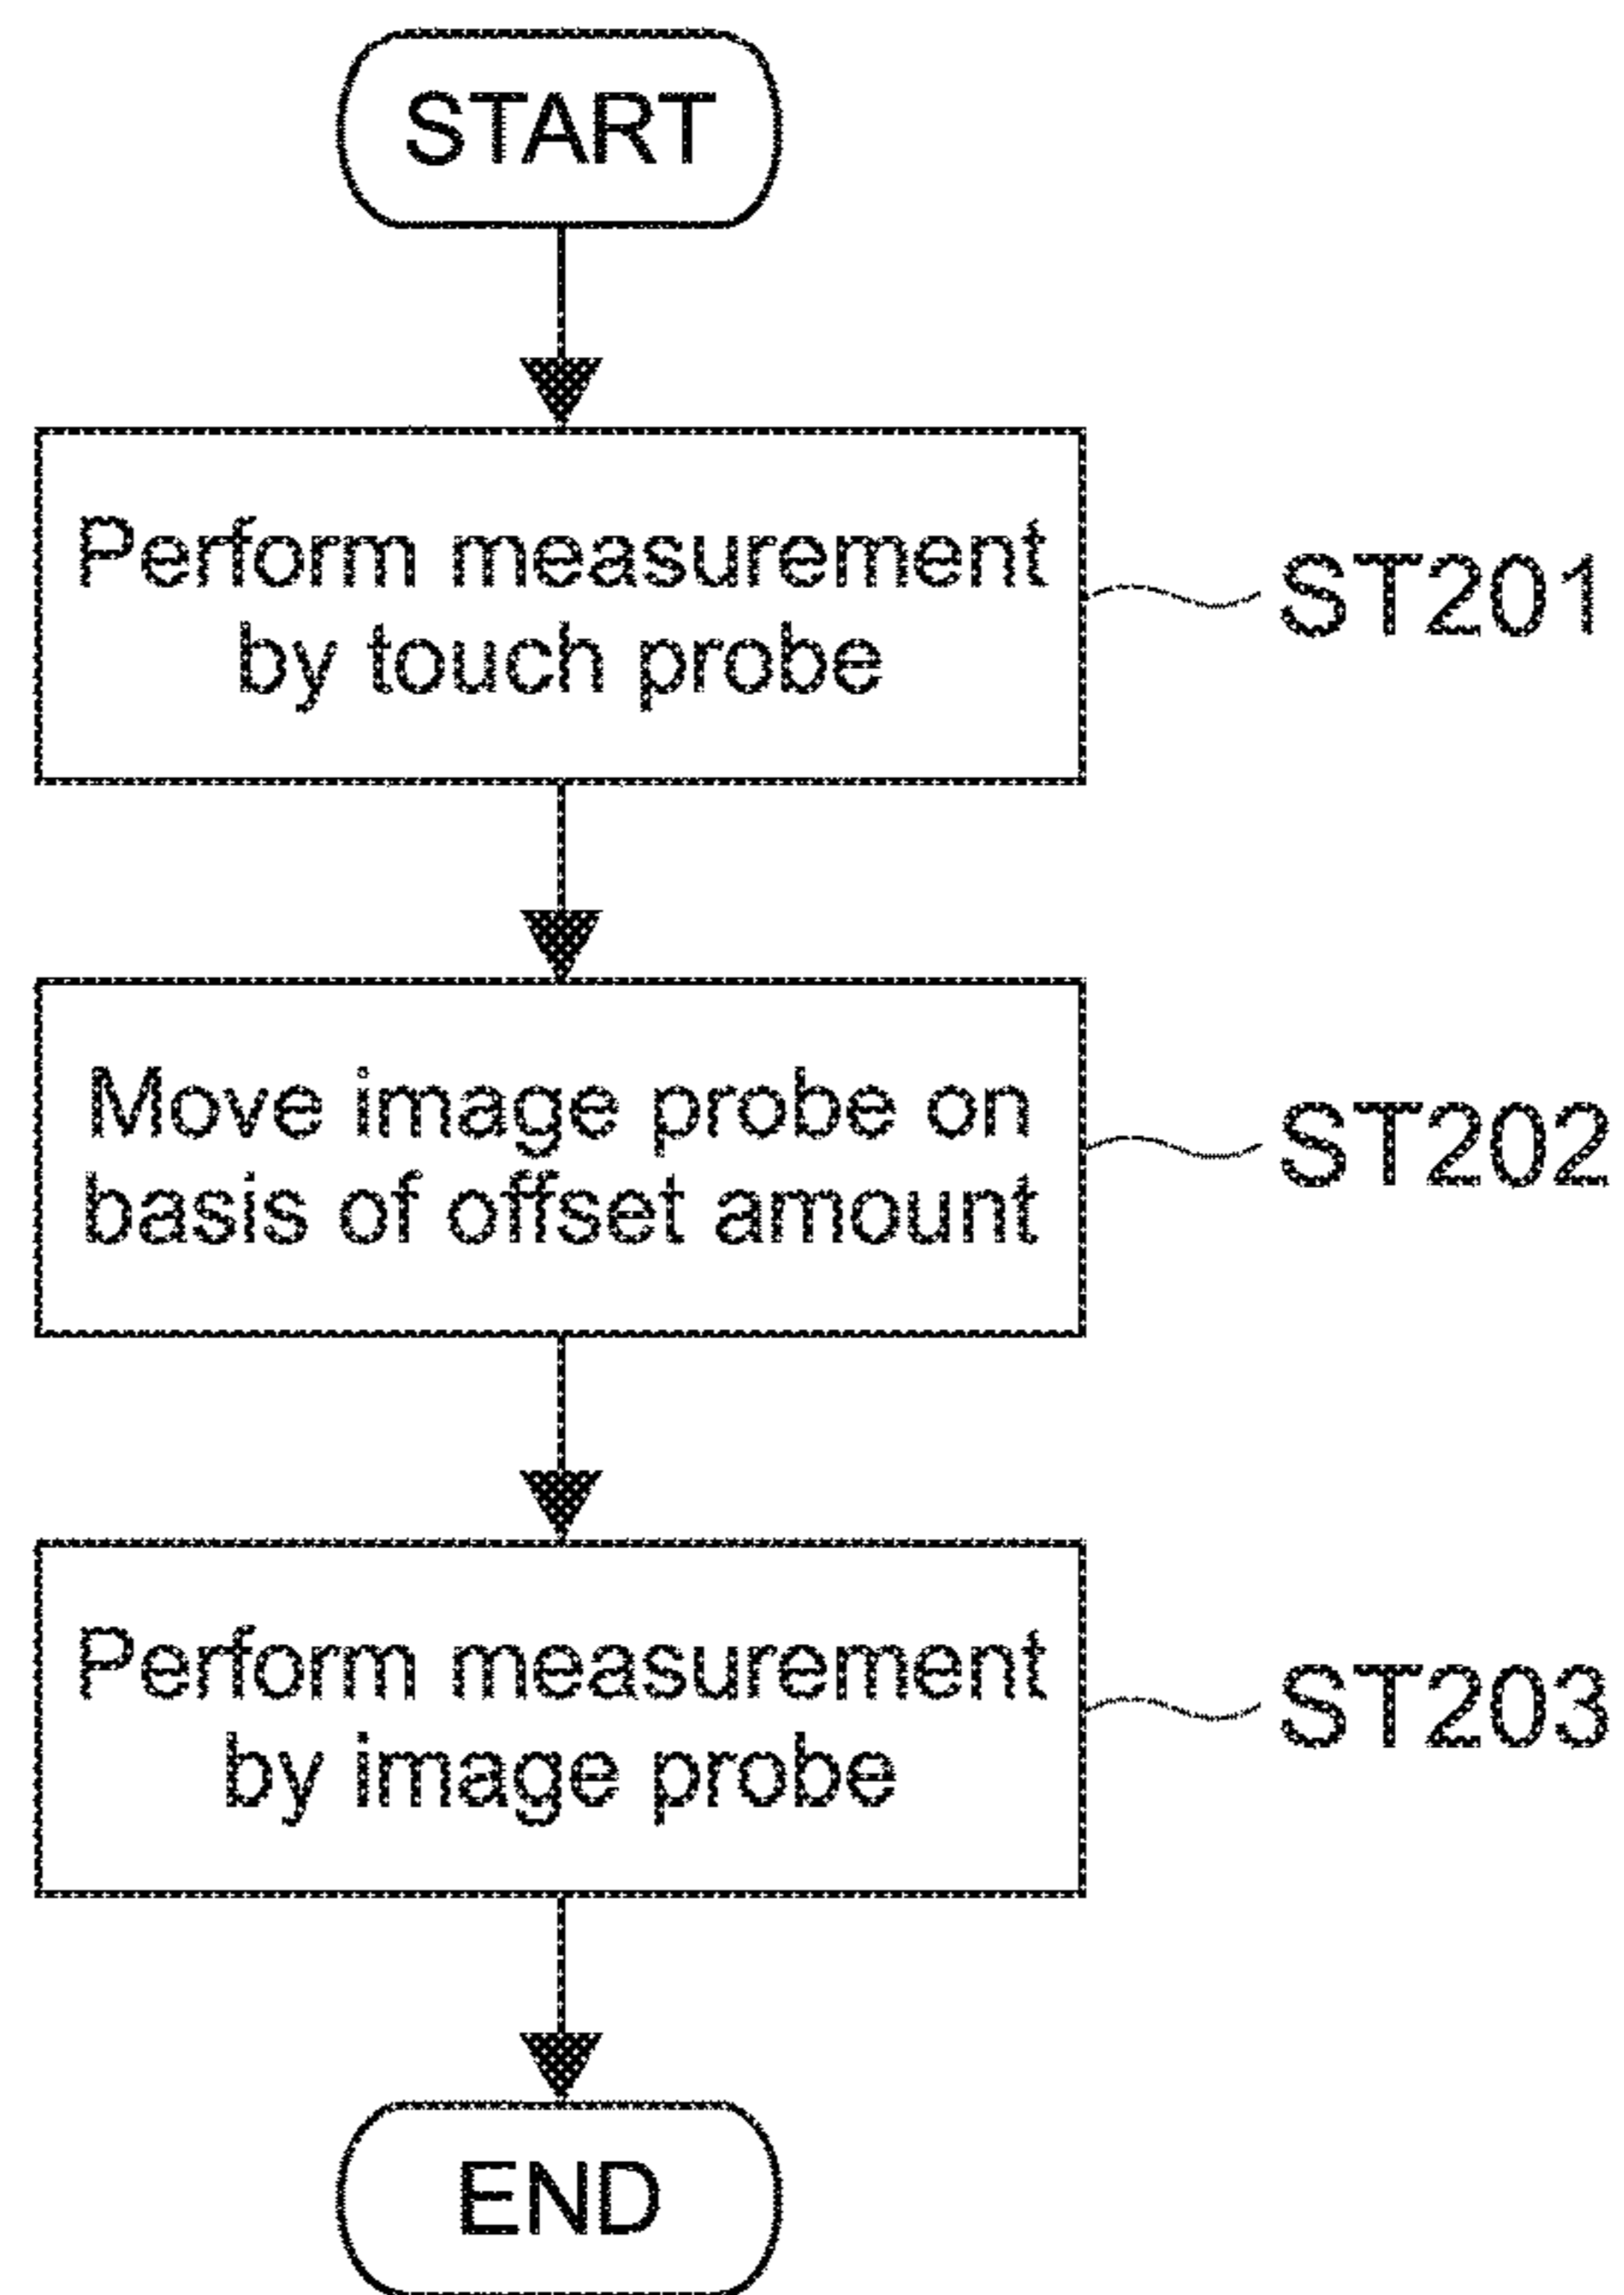 START
Perform measurement
by touch probe
ST201
Move image probe on
basis of offset amount
ST202
Perform measurement
by image probe
ST203
END